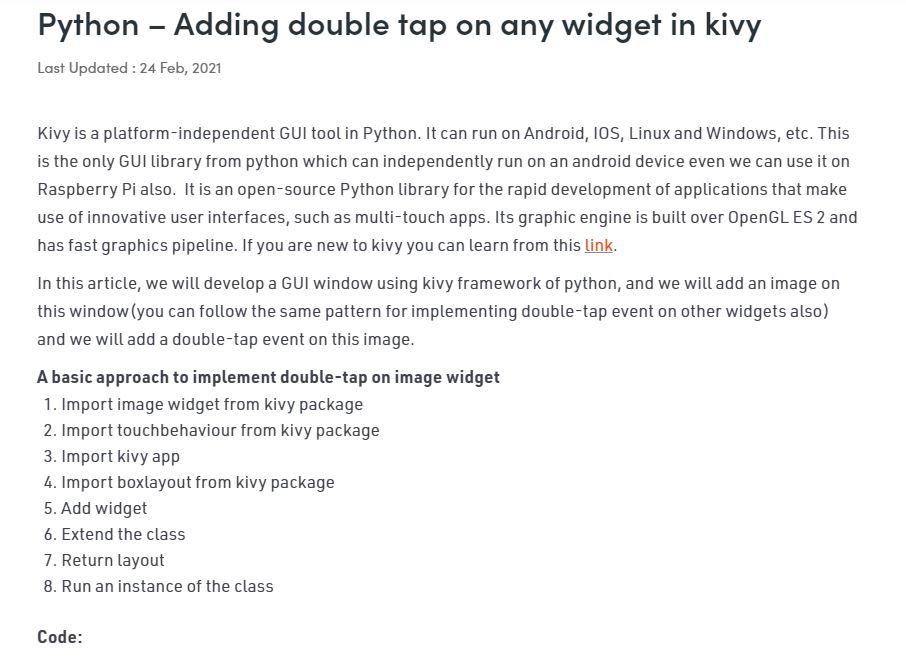 Python – Adding double tap on any widget in kivy
Last Updated : 24 Feb, 2021
Kivy is a platform-independent GUI tool in Python. It can run on Android, IOS, Linux and Windows, etc. This
is the only GUI library from python which can independently run on an android device even we can use it on
Raspberry Pi also.  It is an open-source Python library for the rapid development of applications that make
use of innovative user interfaces, such as multi-touch apps. Its graphic engine is built over OpenGL ES 2 and
has fast graphics pipeline. If you are new to kivy you can learn from this link.
In this article, we will develop a GUI window using kivy framework of python, and we will add an image on
this window(you can follow the same pattern for implementing double-tap event on other widgets also)
and we will add a double-tap event on this image.
A basic approach to implement double-tap on image widget
1. Import image widget from kivy package
2. Import touchbehaviour from kivy package
3. Import kivy app
4. Import boxlayout from kivy package
5. Add widget
6. Extend the class
7. Return layout
8. Run an instance of the class
Code: